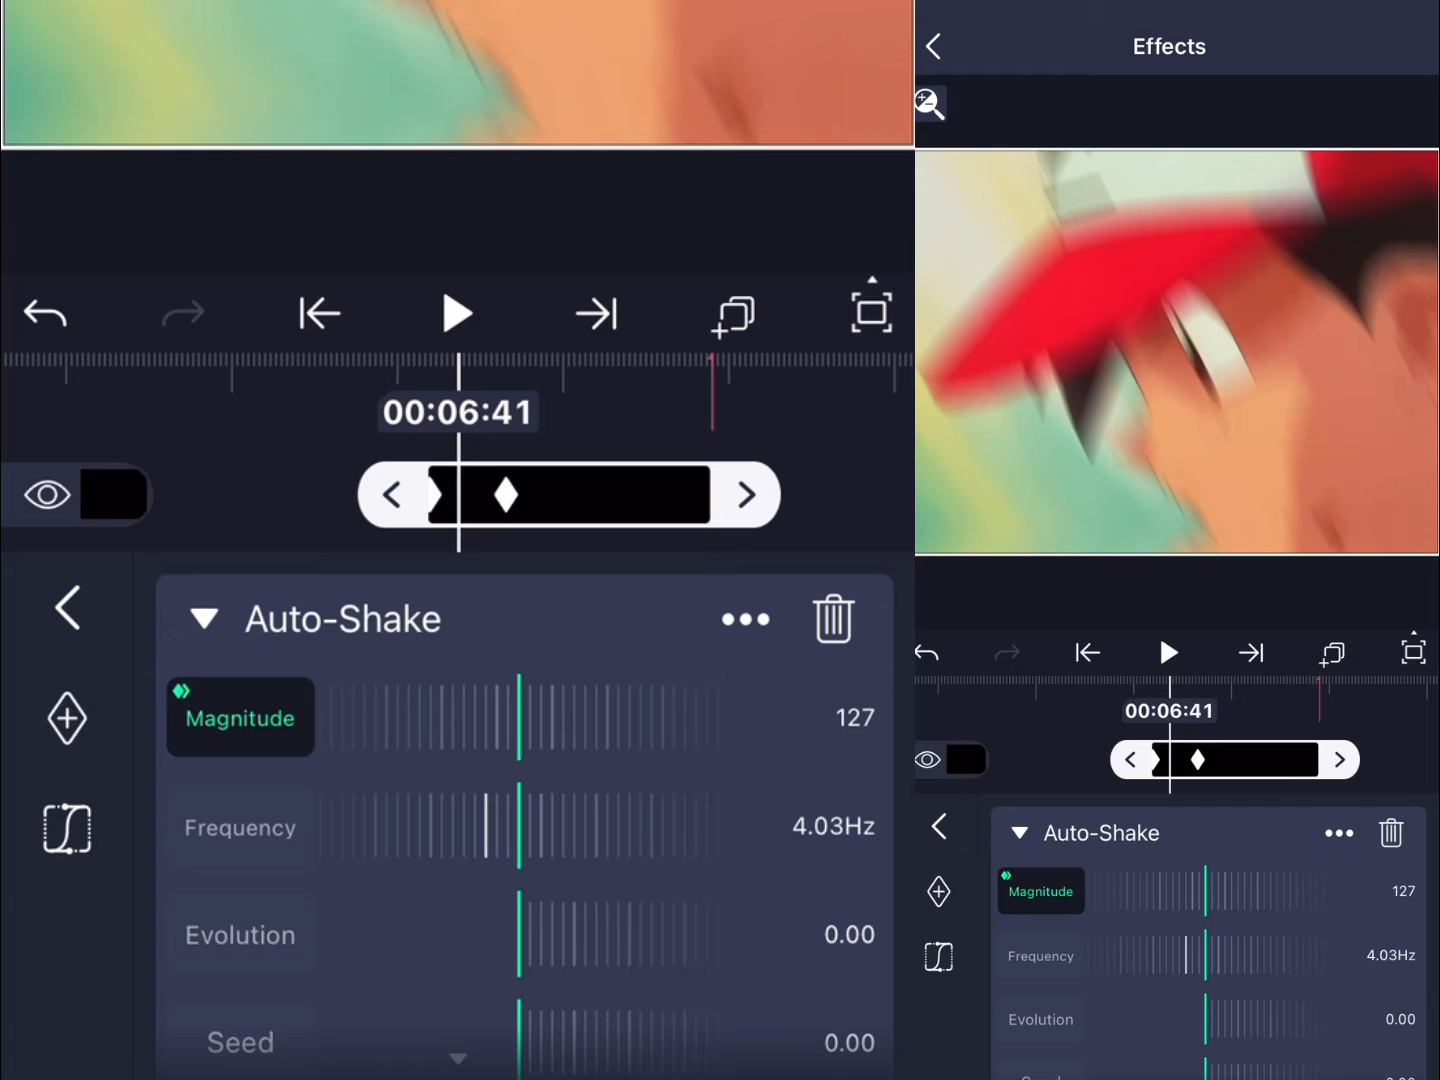 00:06:41
Auto-Shake
Magnitude
127
Frequency
4.03Hz
Evolution
0.00
Seed
0.00
Effects
00:06:41
Auto-Shake
Magnitude
127
Frequency
4.03Hz
Evolution
0.00